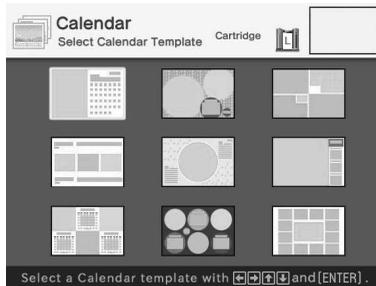 Calendar
Select Calendar Template
Cartridge
L
Select a Calendar template with ←→↑↓ and [ENTER] .